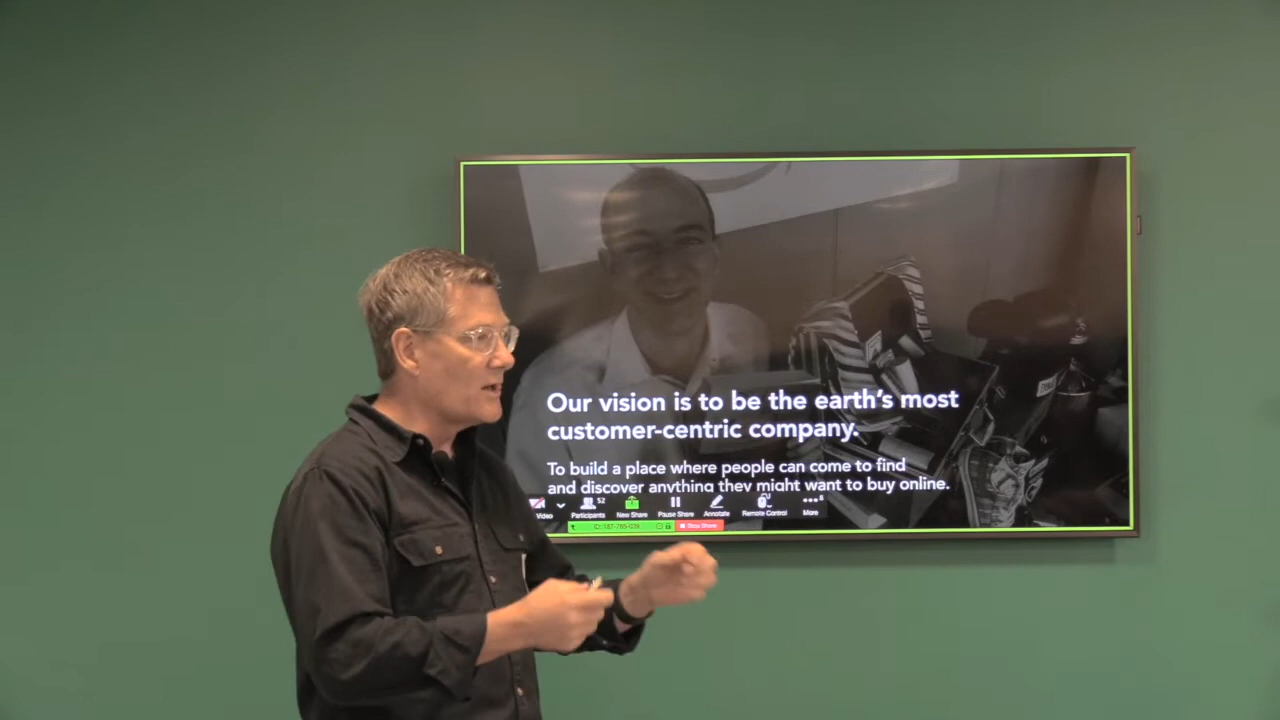 Our vision is to be the earth's most
customer-centric company.
To build a place where people can come to find
and discover anything they might want to buy online.
Video
Participants
52
New Share
Pause Share
Annotate
Remote Control
More
Stop Share